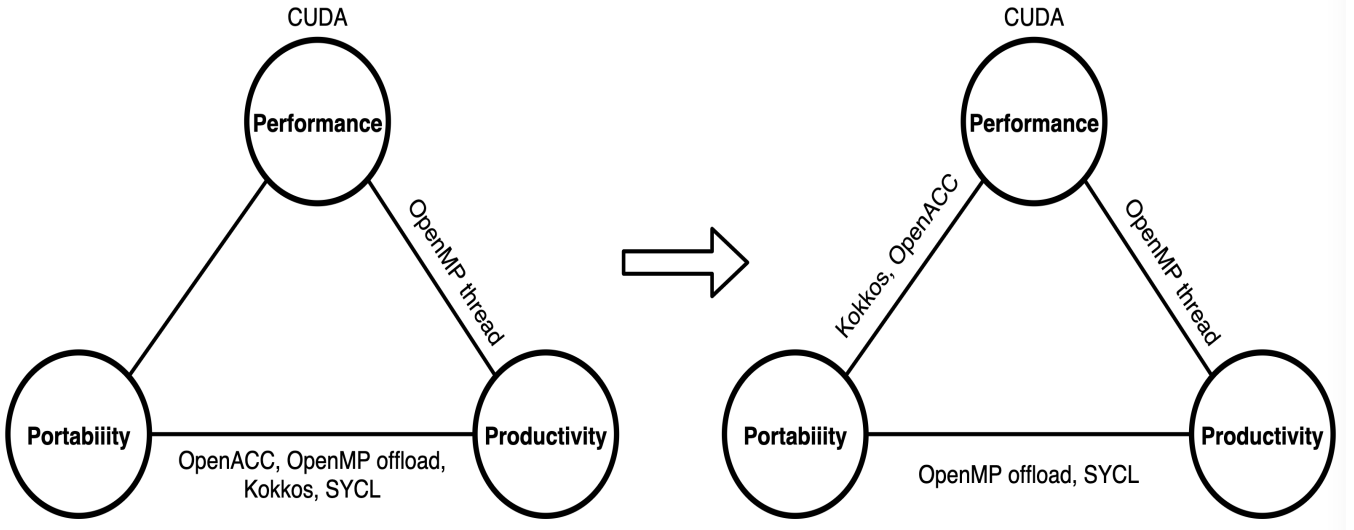 CUDA
Performance
OpenMP thread
Portabiiity
Productivity
OpenACC, OpenMP offload,
Kokkos, SYCL
CUDA
Performance
Kokkos, OpenACC
OpenMP thread
Portabiiity
Productivity
OpenMP offload, SYCL